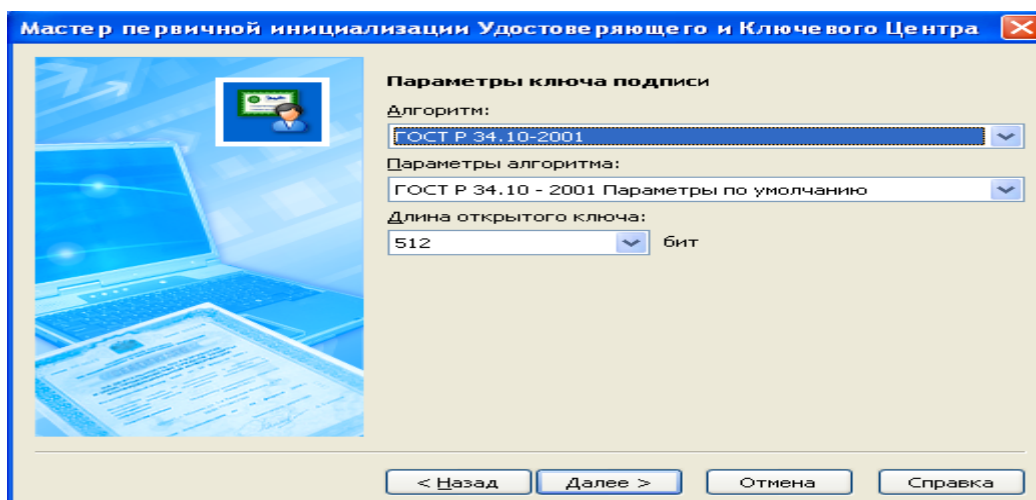 Мастер первичной инициализации Удостоверяющего и Ключевого Центра
Параметры ключа подписи
Алгоритм:
ГОСТ Р 34.10-2001
Параметры алгоритма:
ГОСТ Р 34.10 - 2001 Параметры по умолчанию
Длина открытого ключа:
512 бит
< Назад Далее > Отмена Справка